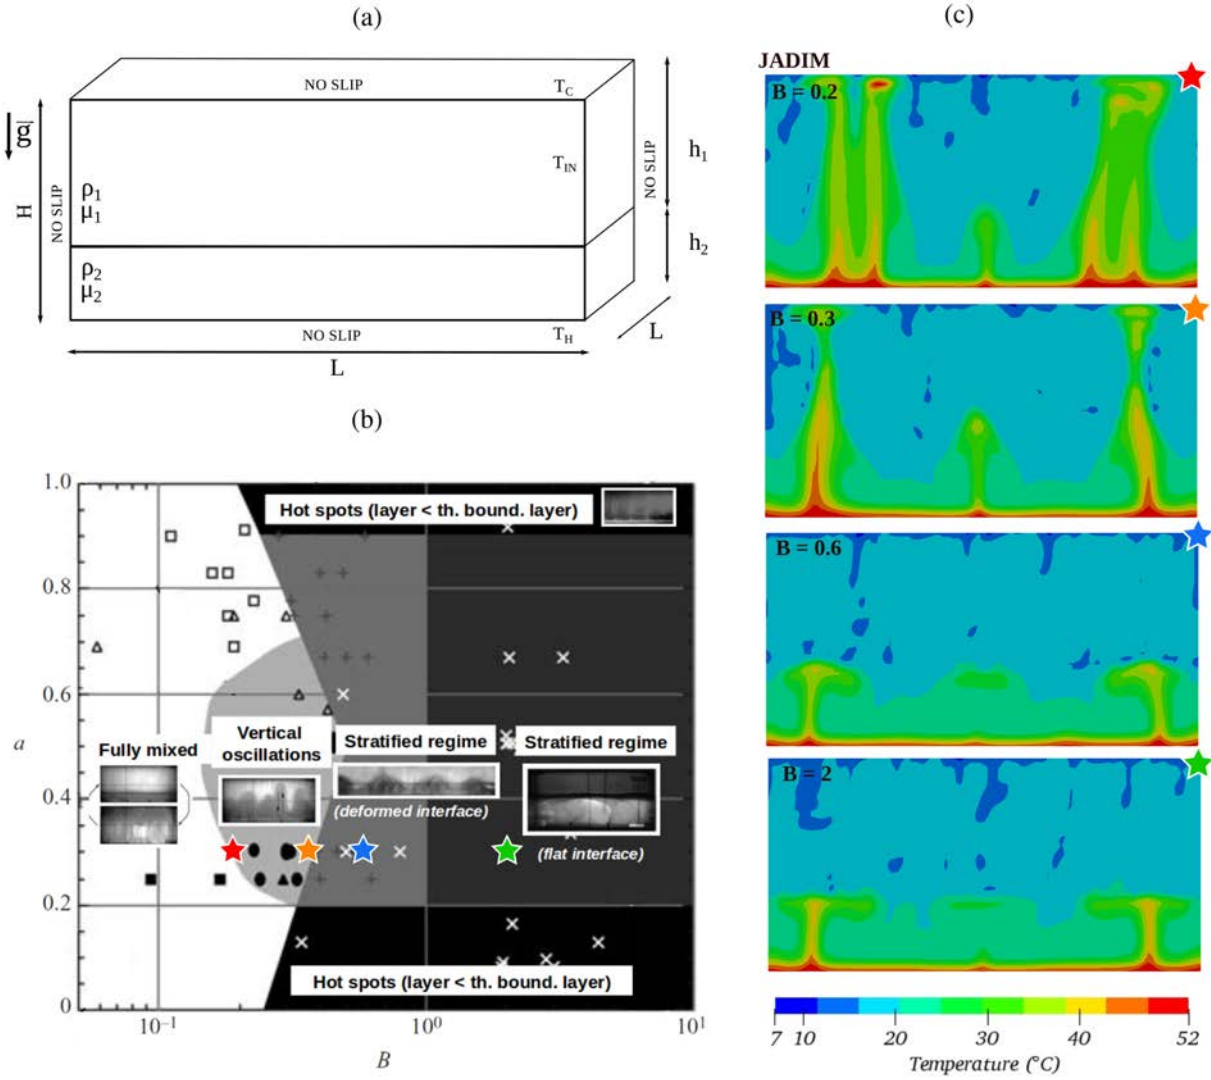 (a)
NO SLIP
T_C
|g|
H
NO SLIP
T_IN
NO SLIP
h_1
ρ_1
μ_1
h_2
ρ_2
μ_2
NO SLIP
T_H
L
L
(b)
1.0
0.8
0.6
0.4
0.2
0
a
Hot spots (layer < th. bound. layer)
Fully mixed
Vertical
oscillations
Stratified regime
(deformed interface)
Stratified regime
(flat interface)
Hot spots (layer < th. bound. layer)
10^−1
10^0
10^1
B
(c)
JADIM
B = 0.2
B = 0.3
B = 0.6
B = 2
7 10 20 30 40 52
Temperature (°C)